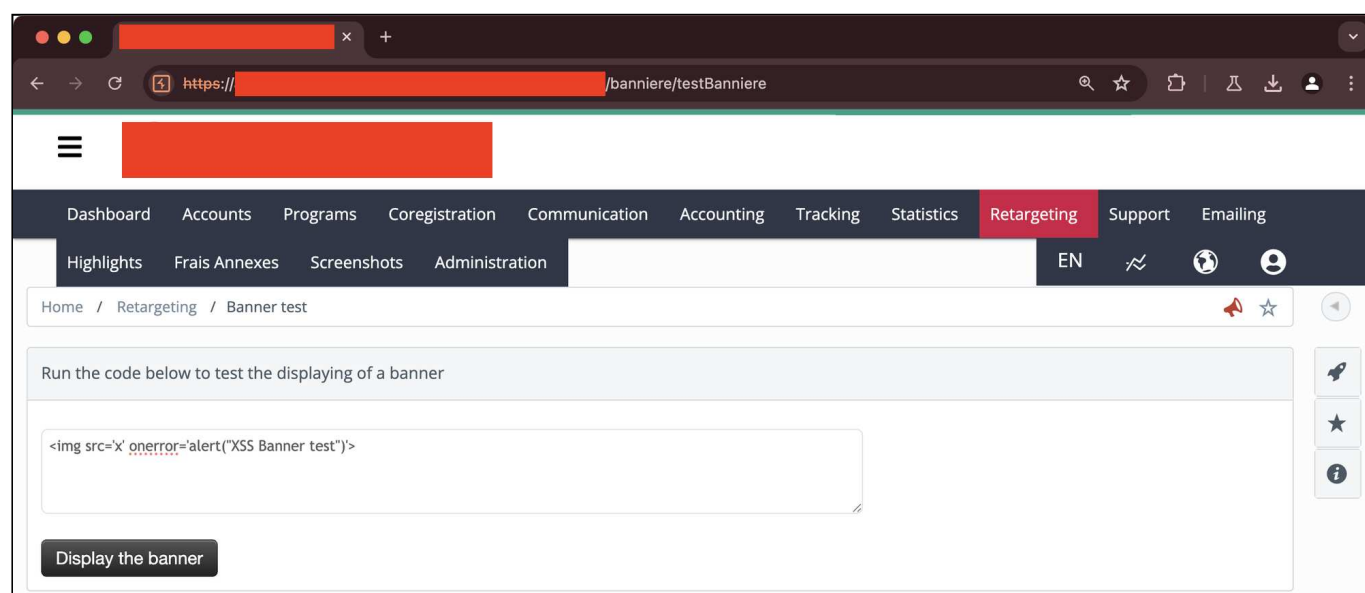 https://
/banniere/testBanniere
Dashboard Accounts Programs Coregistration Communication Accounting Tracking Statistics Retargeting Support Emailing
Highlights Frais Annexes Screenshots Administration EN
Home / Retargeting / Banner test
Run the code below to test the displaying of a banner
<img src='x' onerror='alert("XSS Banner test")'>
Display the banner